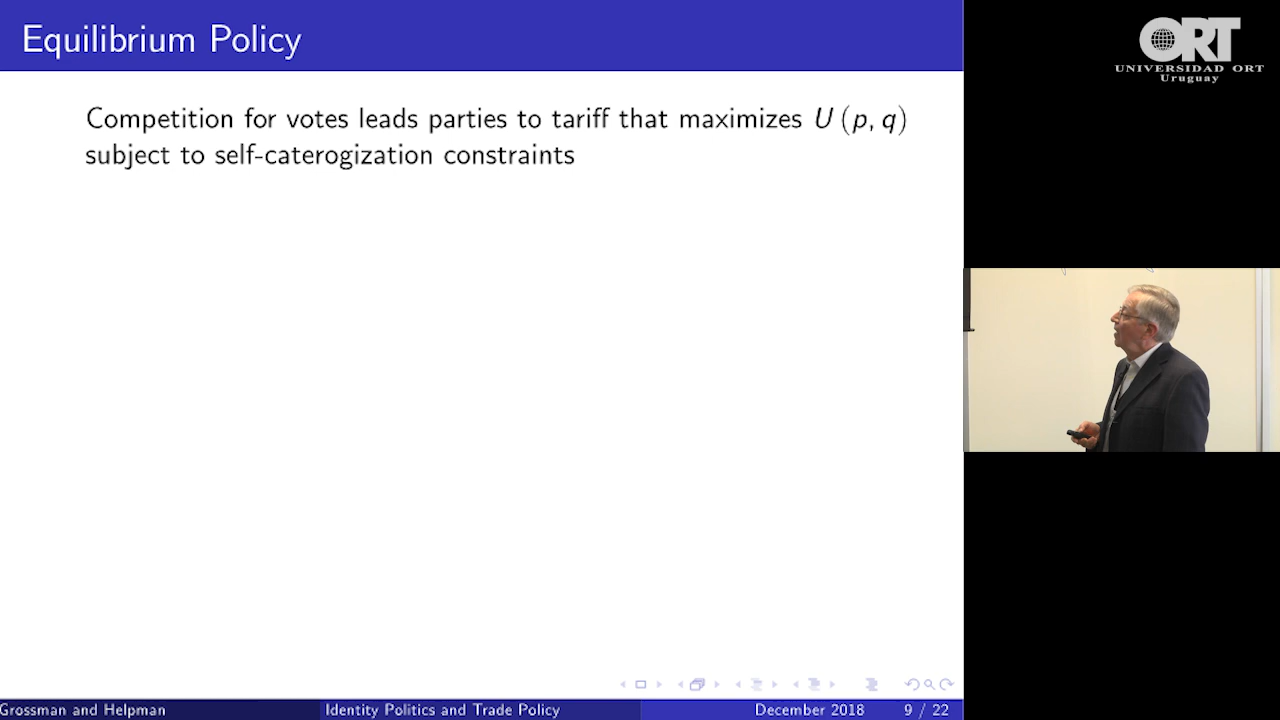 Equilibrium Policy
Competition for votes leads parties to tariff that maximizes U (p, q)
subject to self-caterogization constraints
Grossman and Helpman
Identity Politics and Trade Policy
December 2018
9 / 22
ORT
UNIVERSIDAD ORT
Uruguay